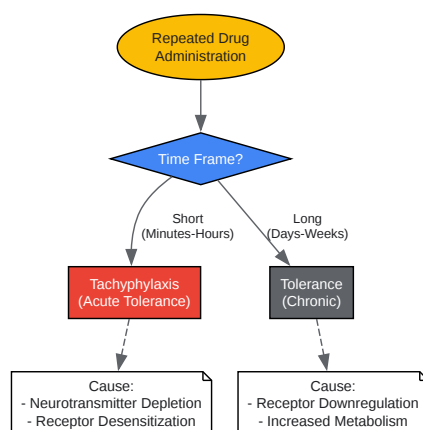 Repeated Drug
Administration
Time Frame?
Short
(Minutes-Hours)
Long
(Days-Weeks)
Tachyphylaxis
(Acute Tolerance)
Tolerance
(Chronic)
Cause:
- Neurotransmitter Depletion
- Receptor Desensitization
Cause:
- Receptor Downregulation
- Increased Metabolism